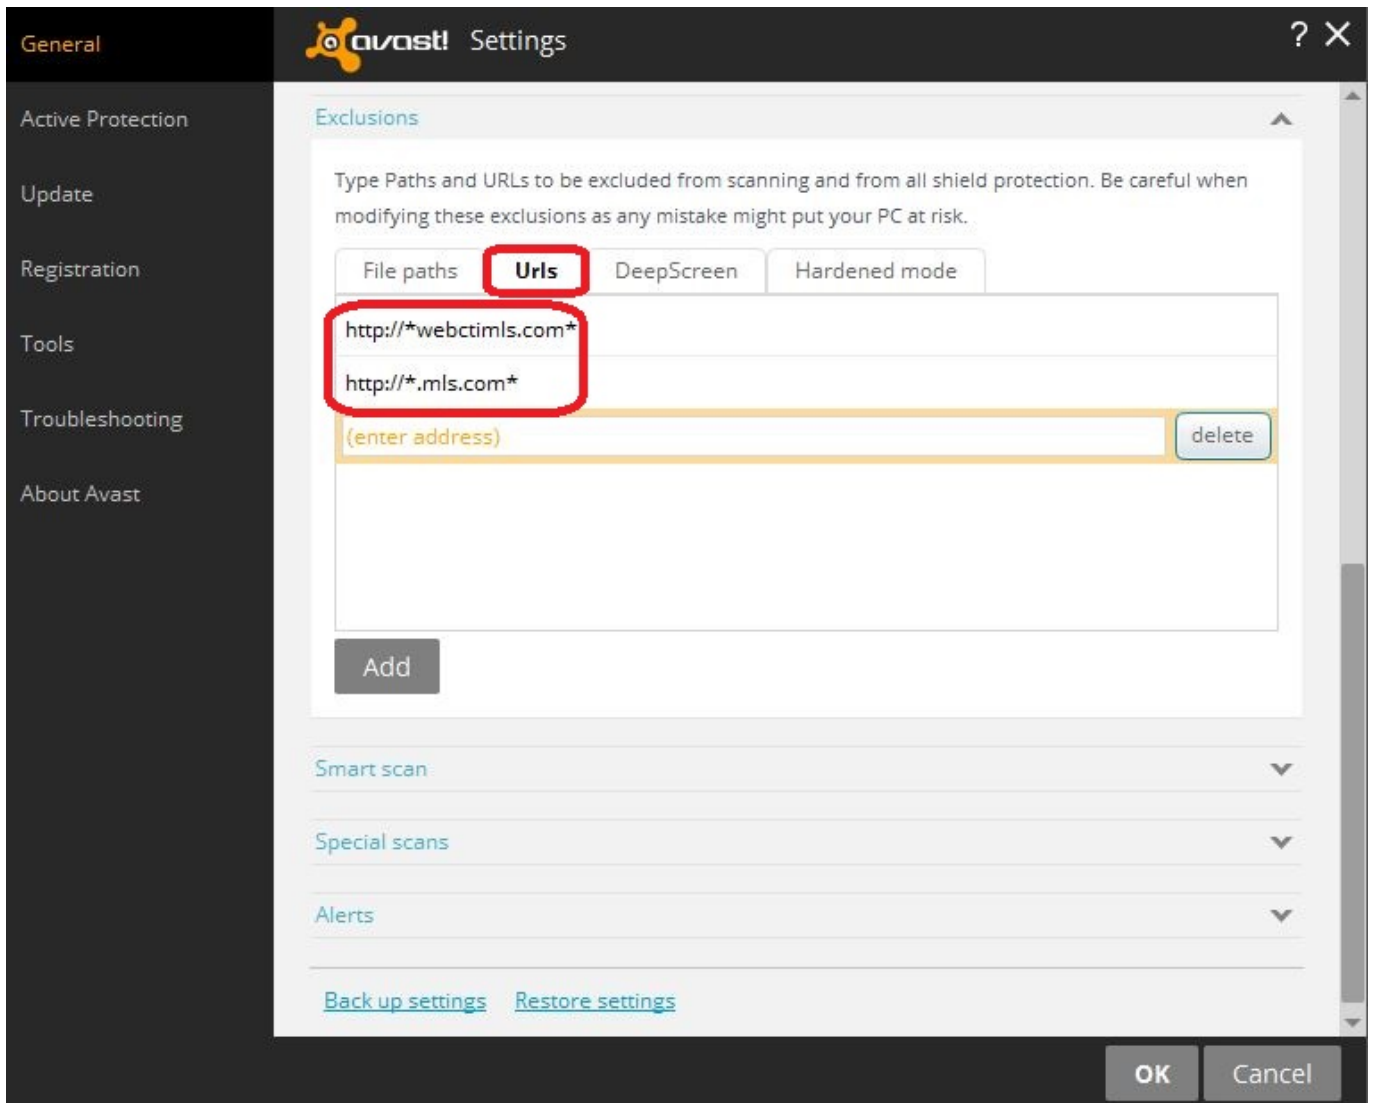 General
avast! Settings
? ×
Active Protection
Update
Registration
Tools
Troubleshooting
About Avast
Exclusions
Type Paths and URLs to be excluded from scanning and from all shield protection. Be careful when
modifying these exclusions as any mistake might put your PC at risk.
File paths Urls DeepScreen Hardened mode
http://*webctimls.com*
http://*.mls.com*
(enter address) delete
Add
Smart scan
Special scans
Alerts
Back up settings Restore settings
OK Cancel